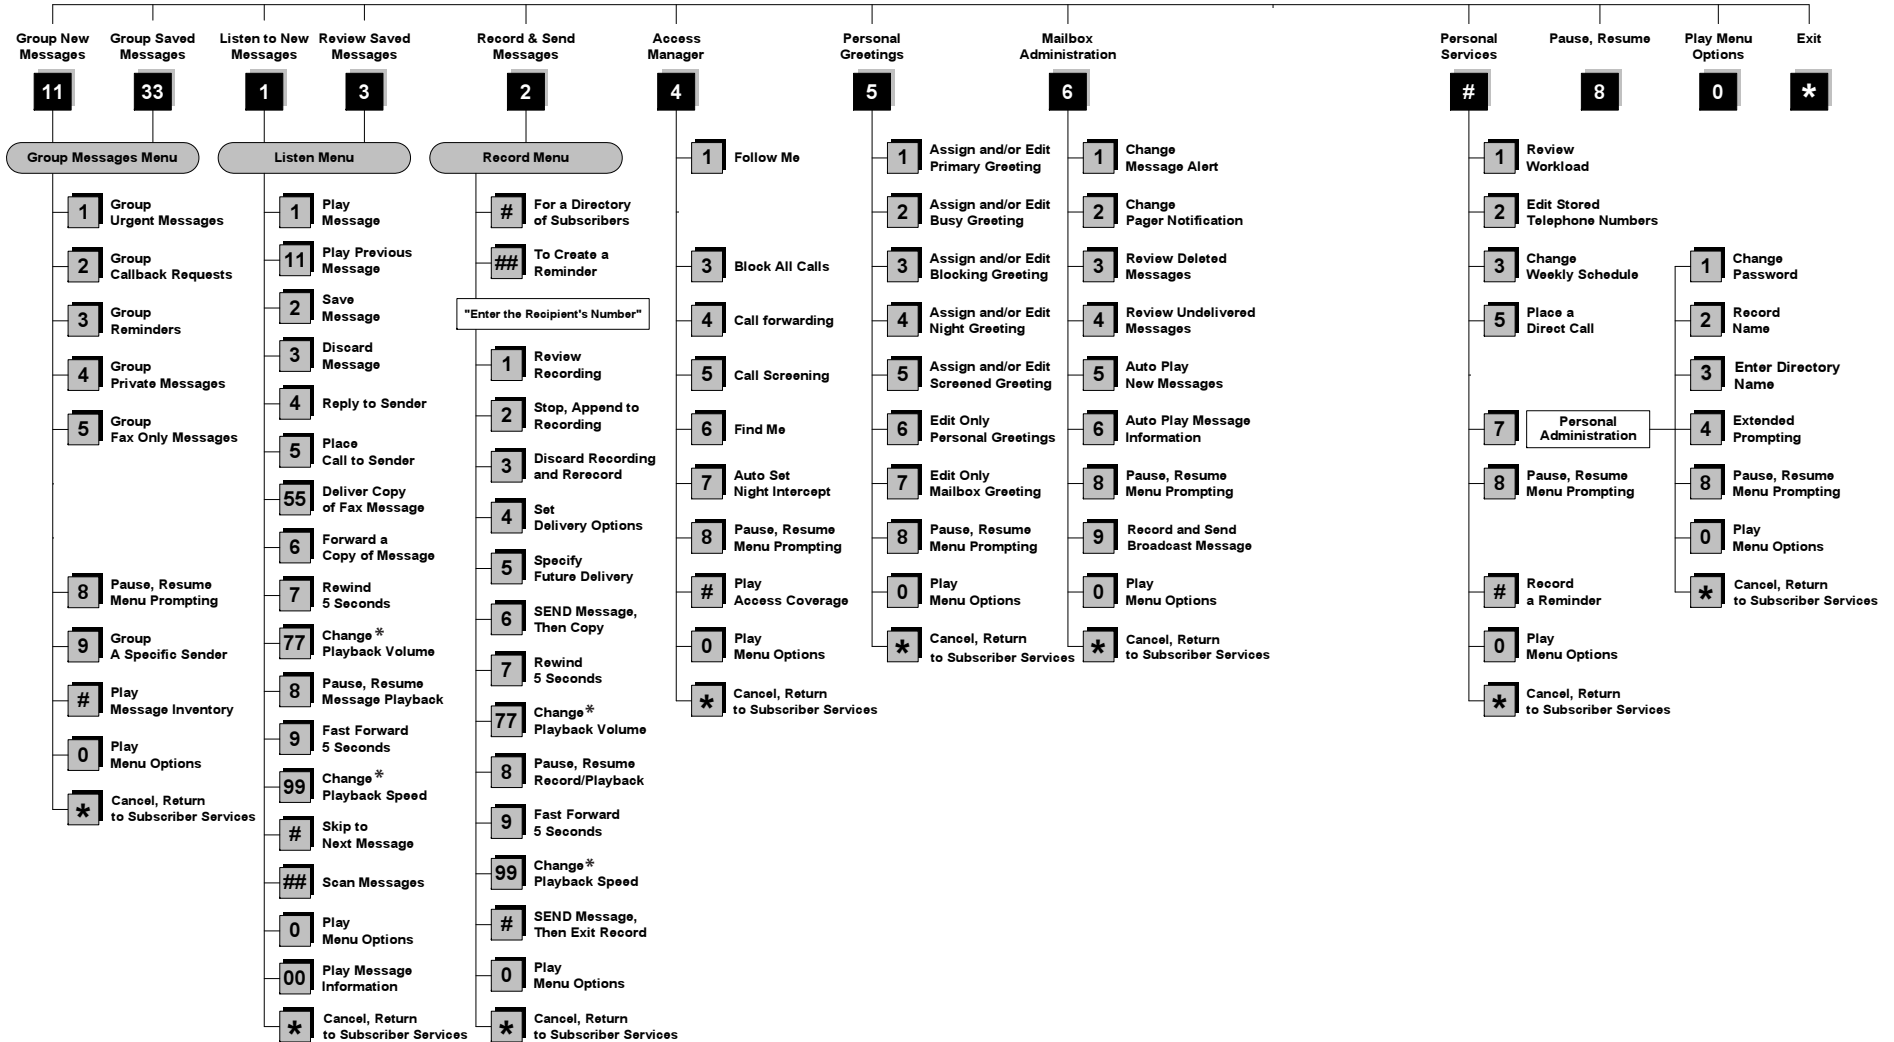 Group New
Messages
11
Group Saved
Messages
33
Listen to New
Messages
1
Review Saved
Messages
3
Record & Send
Messages
2
Access
Manager
4
Personal
Greetings
5
Mailbox
Administration
6
Personal
Services
#
Pause, Resume
8
Play Menu
Options
0
Exit
*
Group Messages Menu
1
Group
Urgent Messages
2
Group
Callback Requests
3
Group
Reminders
4
Group
Private Messages
5
Group
Fax Only Messages
8
Pause, Resume
Menu Prompting
9
Group
A Specific Sender
#
Play
Message Inventory
0
Play
Menu Options
*
Cancel, Return
to Subscriber Services
Listen Menu
1
Play
Message
11
Play Previous
Message
2
Save
Message
3
Discard
Message
4
Reply to Sender
5
Place
Call to Sender
55
Deliver Copy
of Fax Message
6
Forward a
Copy of Message
7
Rewind
5 Seconds
77
Change*
Playback Volume
8
Pause, Resume
Message Playback
9
Fast Forward
5 Seconds
99
Change*
Playback Speed
#
Skip to
Next Message
##
Scan Messages
0
Play
Menu Options
00
Play Message
Information
*
Cancel, Return
to Subscriber Services
Record Menu
#
For a Directory
of Subscribers
##
To Create a
Reminder
"Enter the Recipient's Number"
1
Review
Recording
2
Stop, Append to
Recording
3
Discard Recording
and Rerecord
4
Set
Delivery Options
5
Specify
Future Delivery
6
SEND Message,
Then Copy
7
Rewind
5 Seconds
77
Change*
Playback Volume
8
Pause, Resume
Record/Playback
9
Fast Forward
5 Seconds
99
Change*
Playback Speed
#
SEND Message,
Then Exit Record
0
Play
Menu Options
*
Cancel, Return
to Subscriber Services
1
Follow Me
3
Block All Calls
4
Call forwarding
5
Call Screening
6
Find Me
7
Auto Set
Night Intercept
8
Pause, Resume
Menu Prompting
#
Play
Access Coverage
0
Play
Menu Options
*
Cancel, Return
to Subscriber Services
1
Assign and/or Edit
Primary Greeting
2
Assign and/or Edit
Busy Greeting
3
Assign and/or Edit
Blocking Greeting
4
Assign and/or Edit
Night Greeting
5
Assign and/or Edit
Screened Greeting
6
Edit Only
Personal Greetings
7
Edit Only
Mailbox Greeting
8
Pause, Resume
Menu Prompting
0
Play
Menu Options
*
Cancel, Return
to Subscriber Services
1
Change
Message Alert
2
Change
Pager Notification
3
Review Deleted
Messages
4
Review Undelivered
Messages
5
Auto Play
New Messages
6
Auto Play Message
Information
8
Pause, Resume
Menu Prompting
9
Record and Send
Broadcast Message
0
Play
Menu Options
*
Cancel, Return
to Subscriber Services
1
Review
Workload
2
Edit Stored
Telephone Numbers
3
Change
Weekly Schedule
5
Place a
Direct Call
7
Personal
Administration
8
Pause, Resume
Menu Prompting
#
Record
a Reminder
0
Play
Menu Options
*
Cancel, Return
to Subscriber Services
1
Change
Password
2
Record
Name
3
Enter Directory
Name
4
Extended
Prompting
8
Pause, Resume
Menu Prompting
0
Play
Menu Options
*
Cancel, Return
to Subscriber Services